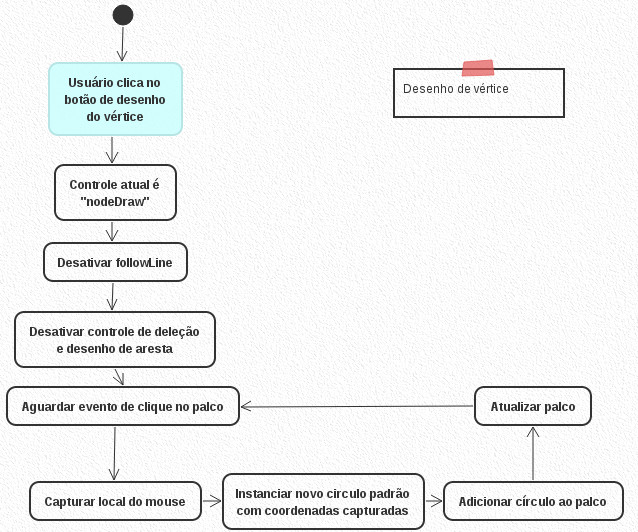 Usuário clica no
botão de desenho
do vértice
Desenho de vértice
Controle atual é
"nodeDraw"
Desativar followLine
Desativar controle de deleção
e desenho de aresta
Aguardar evento de clique no palco
Atualizar palco
Capturar local do mouse
Instanciar novo circulo padrão
com coordenadas capturadas
Adicionar círculo ao palco